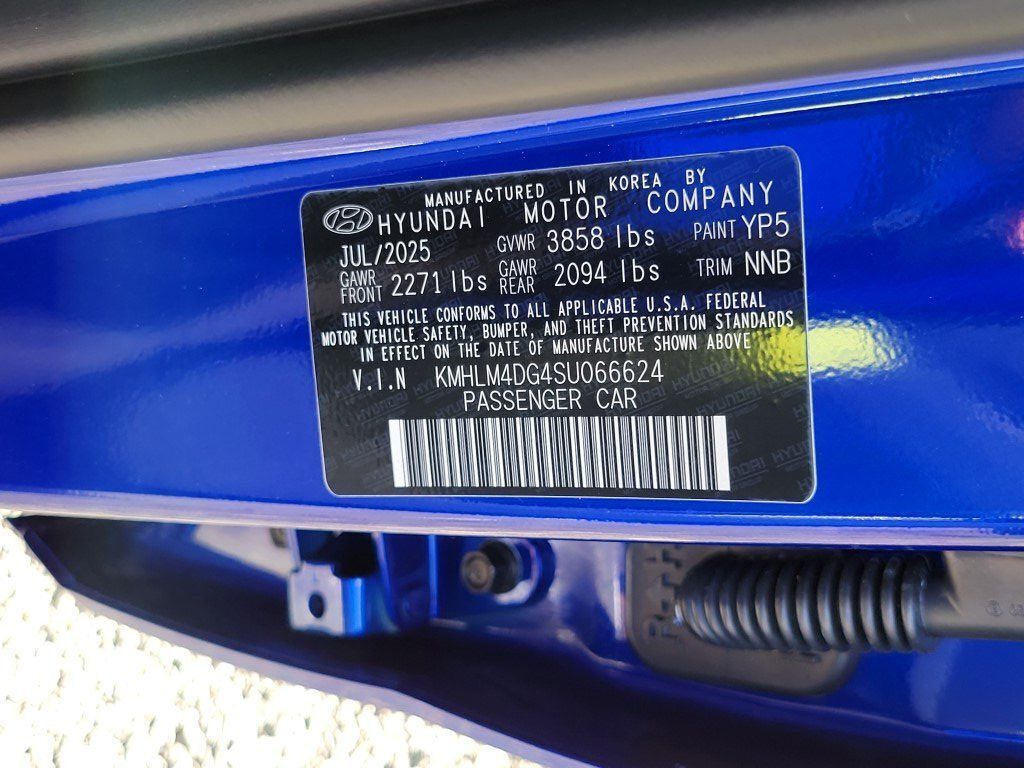 MANUFACTURED IN KOREA BY
HYUNDAI MOTOR COMPANY
JUL/2025 GVWR 3858 lbs PAINT YP5
GAWR FRONT 2271 lbs GAWR REAR 2094 lbs TRIM NNB
THIS VEHICLE CONFORMS TO ALL APPLICABLE U.S.A. FEDERAL
MOTOR VEHICLE SAFETY, BUMPER, AND THEFT PREVENTION STANDARDS
IN EFFECT ON THE DATE OF MANUFACTURE SHOWN ABOVE
V.I.N KMHLM4DG4SU066624
PASSENGER CAR